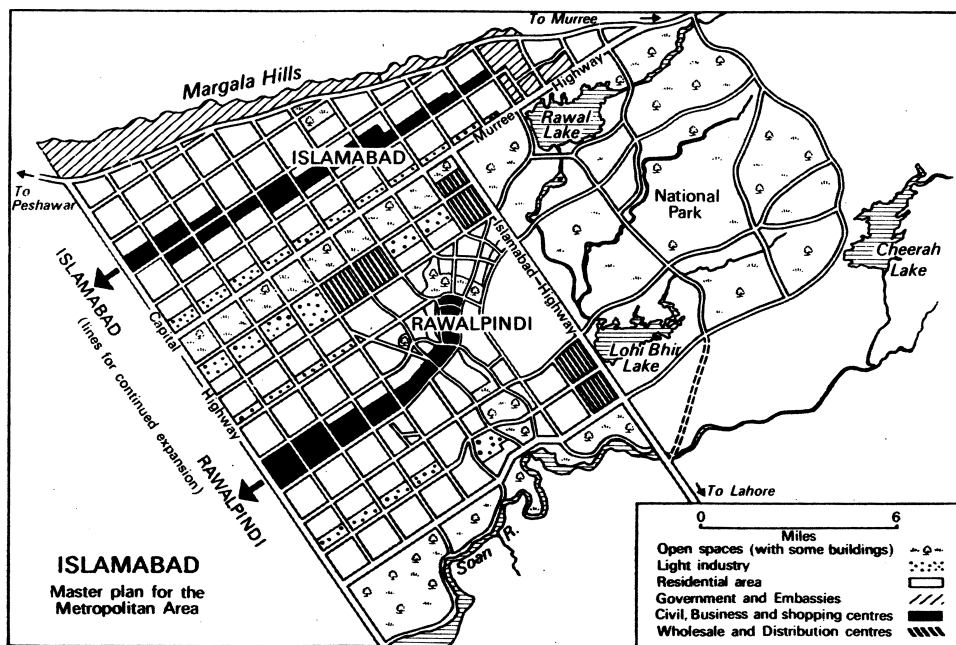 To Murree
Margala Hills
Highway
Murree
Rawal
Lake
ISLAMABAD
To
Peshawar
National
Park
Cheerah
Lake
Islamabad-Highway
ISLAMABAD
(lines for continued expansion)
RAWALPINDI
Capital
Highway
RAWALPINDI
Lohi Bhir
Lake
To Lahore
Soan R.
ISLAMABAD
Master plan for the
Metropolitan Area
0 6
Miles
Open spaces (with some buildings)
Light industry
Residential area
Government and Embassies
Civil, Business and shopping centres
Wholesale and Distribution centres